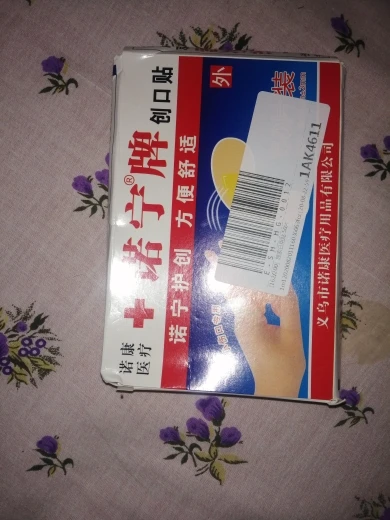 诺康
医疗
诺宁牌®
创口贴
外
装
诺宁护创 方便舒适
1AK4611
义乌市诺康医疗用品有限公司